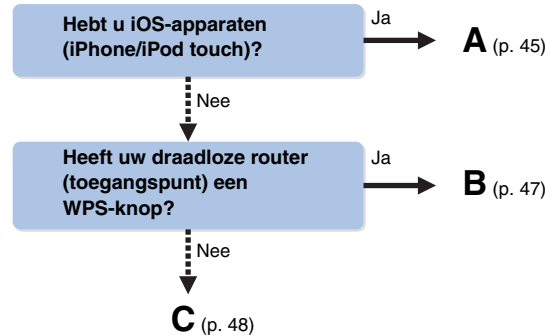 Hebt u iOS-apparaten
(iPhone/iPod touch)?
Ja
A (p. 45)
Nee
Heeft uw draadloze router
(toegangspunt) een
WPS-knop?
Ja
B (p. 47)
Nee
C (p. 48)